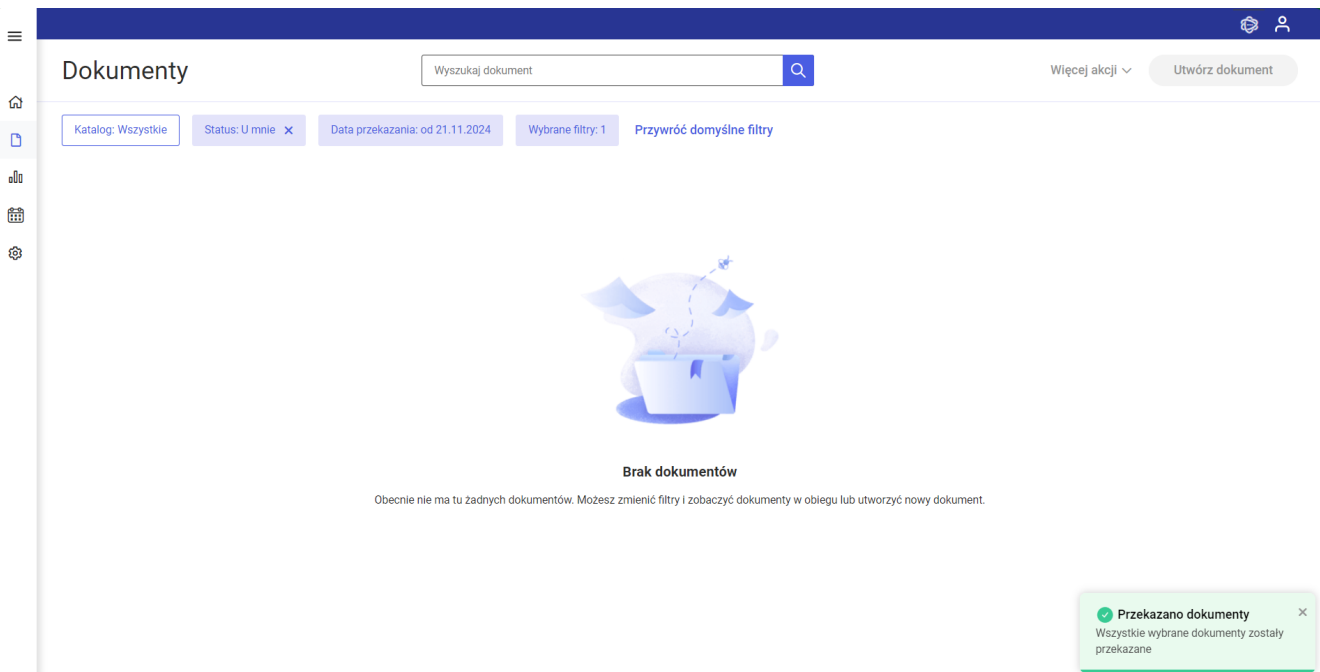 Dokumenty
Wyszukaj dokument
Więcej akcji
Utwórz dokument
Katalog: Wszystkie
Status: U mnie
Data przekazania: od 21.11.2024
Wybrane filtry: 1
Przywróć domyślne filtry
Brak dokumentów
Obecnie nie ma tu żadnych dokumentów. Możesz zmienić filtry i zobaczyć dokumenty w obiegu lub utworzyć nowy dokument.
Przekazano dokumenty
Wszystkie wybrane dokumenty zostały
przekazane